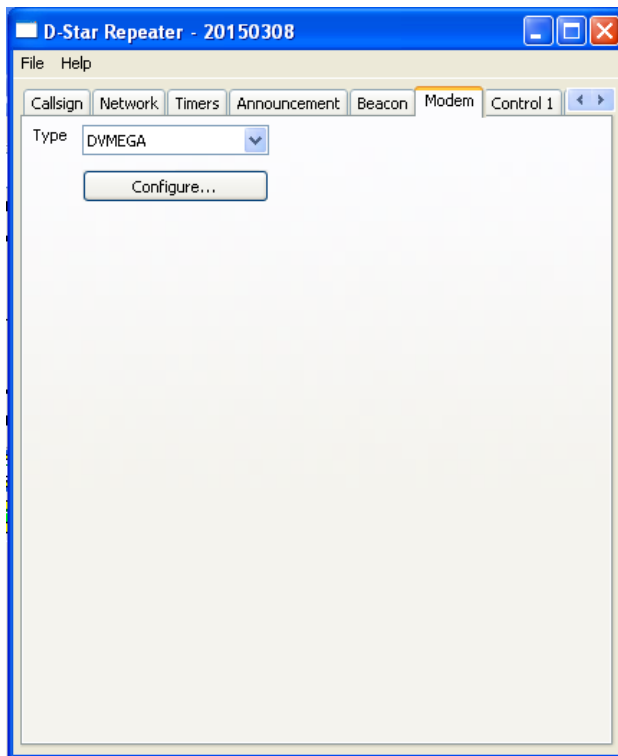 D-Star Repeater - 20150308
File Help
Callsign Network Timers Announcement Beacon Modem Control 1
Type DVMEGA
Configure...